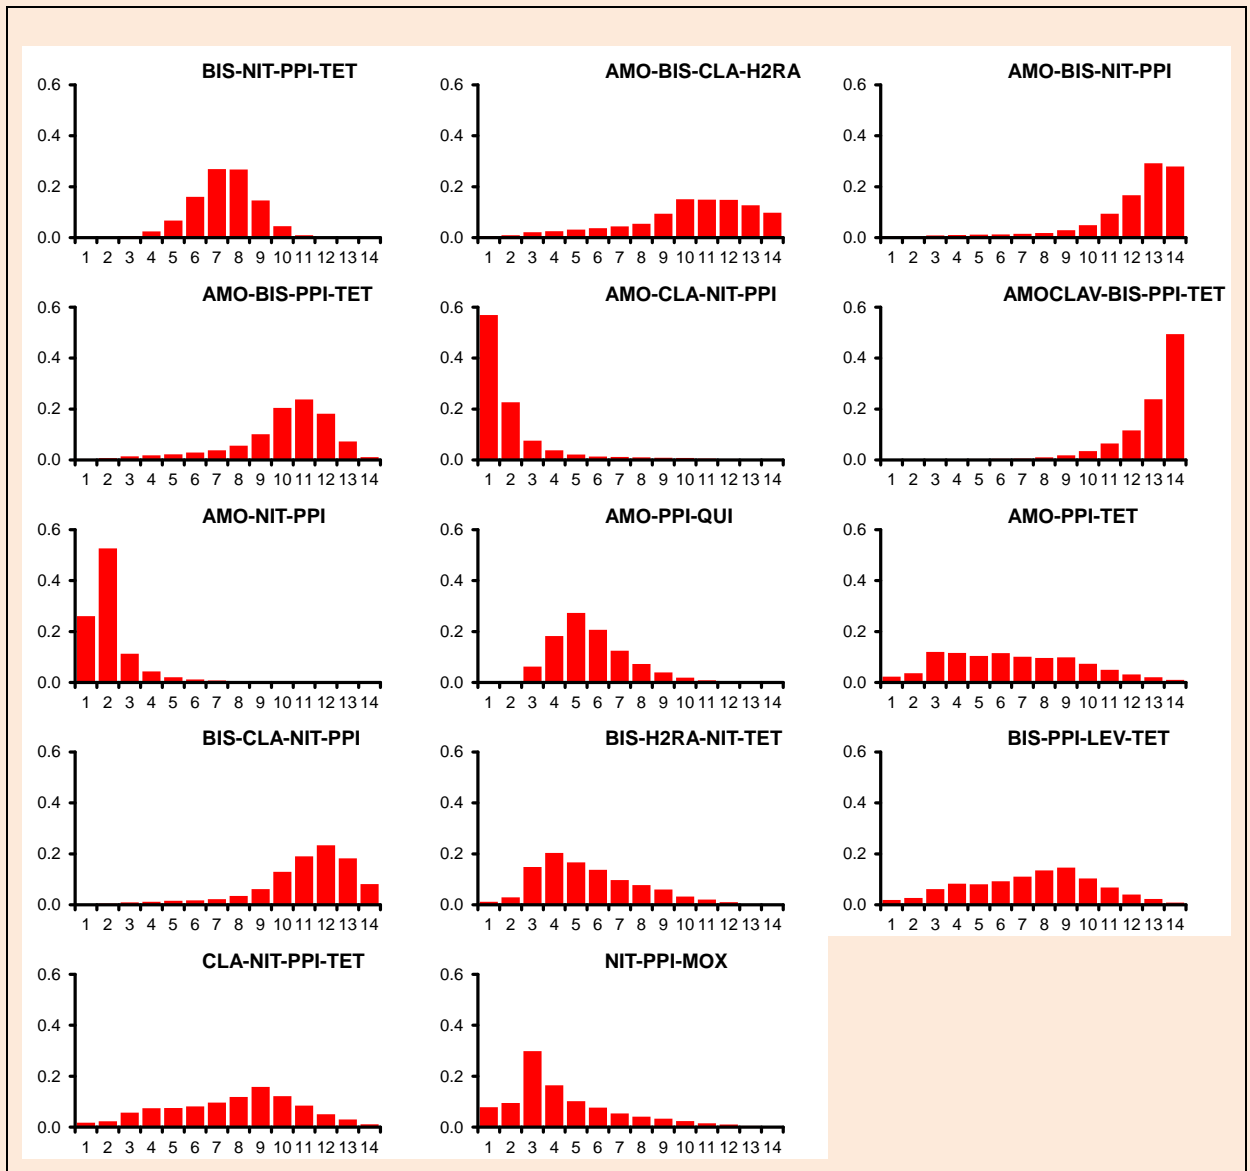 BIS-NIT-PPI-TET
0.6
0.4
0.2
0.0
1 2 3 4 5 6 7 8 9 10 11 12 13 14
AMO-BIS-CLA-H2RA
0.6
0.4
0.2
0.0
1 2 3 4 5 6 7 8 9 10 11 12 13 14
AMO-BIS-NIT-PPI
0.6
0.4
0.2
0.0
1 2 3 4 5 6 7 8 9 10 11 12 13 14
AMO-BIS-PPI-TET
0.6
0.4
0.2
0.0
1 2 3 4 5 6 7 8 9 10 11 12 13 14
AMO-CLA-NIT-PPI
0.6
0.4
0.2
0.0
1 2 3 4 5 6 7 8 9 10 11 12 13 14
AMOCLAV-BIS-PPI-TET
0.6
0.4
0.2
0.0
1 2 3 4 5 6 7 8 9 10 11 12 13 14
AMO-NIT-PPI
0.6
0.4
0.2
0.0
1 2 3 4 5 6 7 8 9 10 11 12 13 14
AMO-PPI-QUI
0.6
0.4
0.2
0.0
1 2 3 4 5 6 7 8 9 10 11 12 13 14
AMO-PPI-TET
0.6
0.4
0.2
0.0
1 2 3 4 5 6 7 8 9 10 11 12 13 14
BIS-CLA-NIT-PPI
0.6
0.4
0.2
0.0
1 2 3 4 5 6 7 8 9 10 11 12 13 14
BIS-H2RA-NIT-TET
0.6
0.4
0.2
0.0
1 2 3 4 5 6 7 8 9 10 11 12 13 14
BIS-PPI-LEV-TET
0.6
0.4
0.2
0.0
1 2 3 4 5 6 7 8 9 10 11 12 13 14
CLA-NIT-PPI-TET
0.6
0.4
0.2
0.0
1 2 3 4 5 6 7 8 9 10 11 12 13 14
NIT-PPI-MOX
0.6
0.4
0.2
0.0
1 2 3 4 5 6 7 8 9 10 11 12 13 14